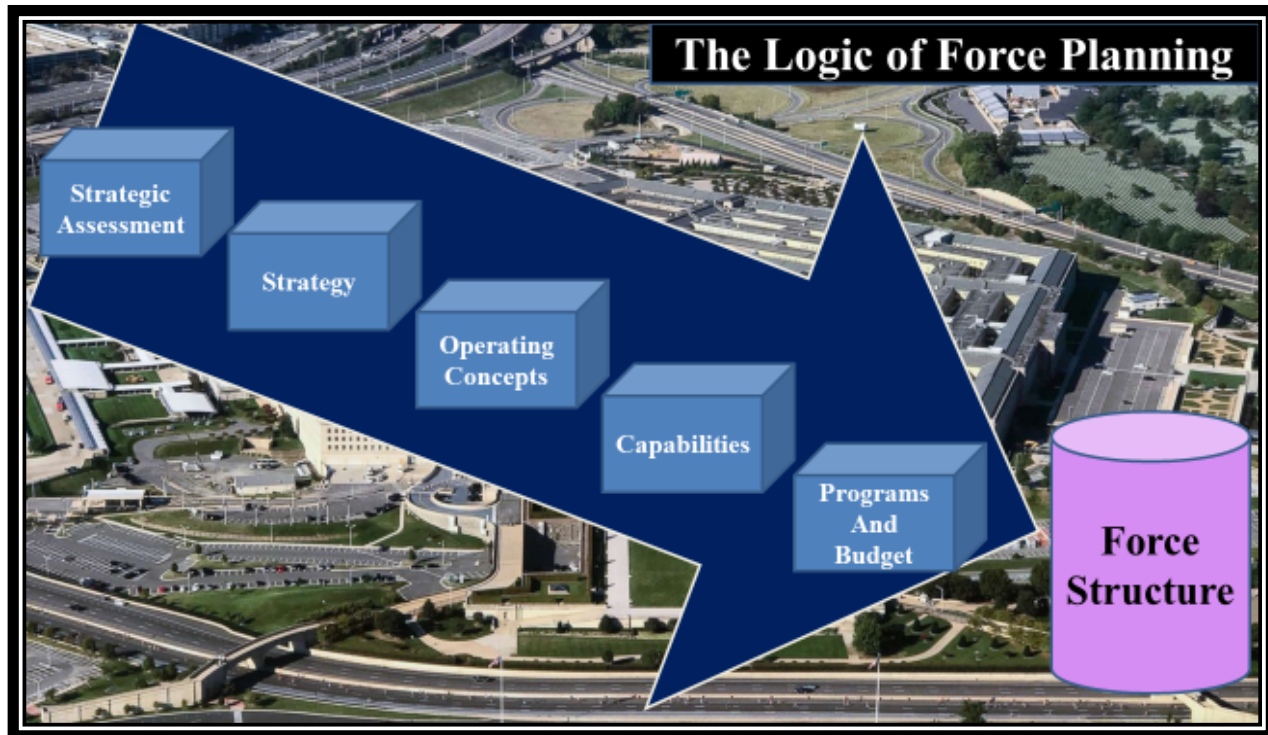 The Logic of Force Planning
Strategic
Assessment
Strategy
Operating
Concepts
Capabilities
Programs
And
Budget
Force
Structure